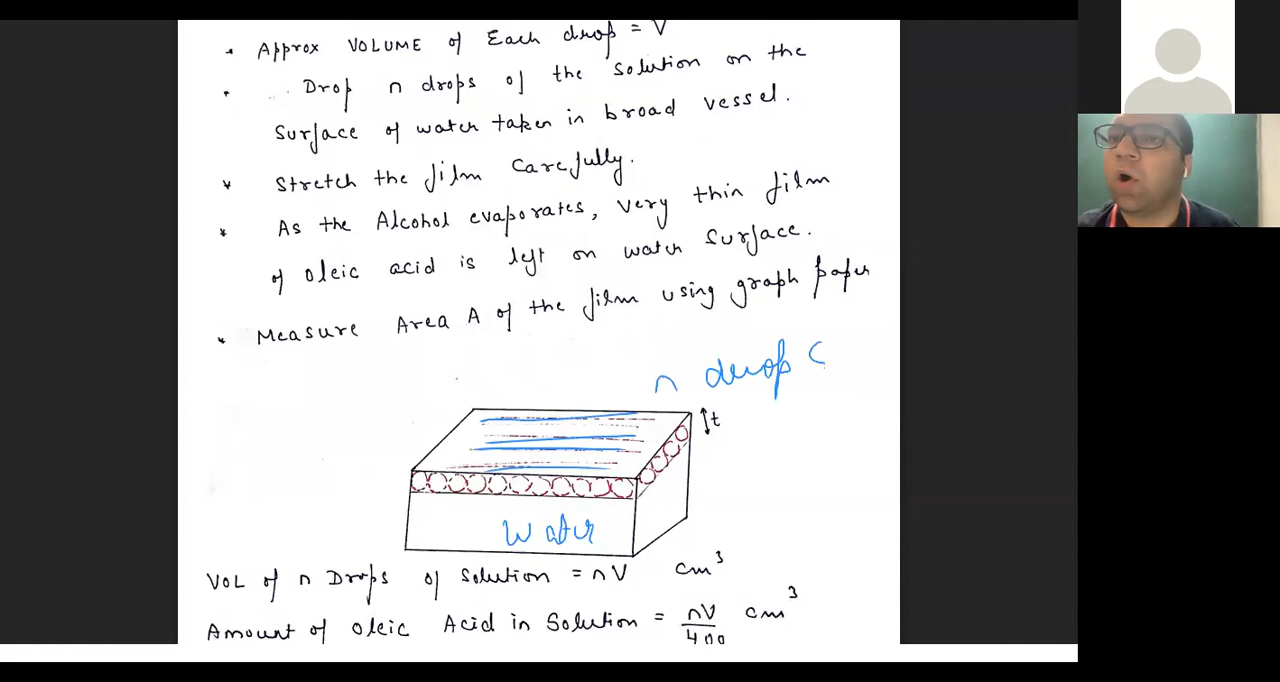 • Approx VOLUME of Each drop = V
• Drop n drops of the solution on the
Surface of water taken in broad vessel.
* Stretch the film carefully.
* As the Alcohol evaporates, very thin film
of oleic acid is left on water surface.
* Measure Area A of the film using graph paper
n drop
t
Water
VOL of n Drops of Solution = nV cm³
Amount of oleic Acid in Solution = nV/400 cm³